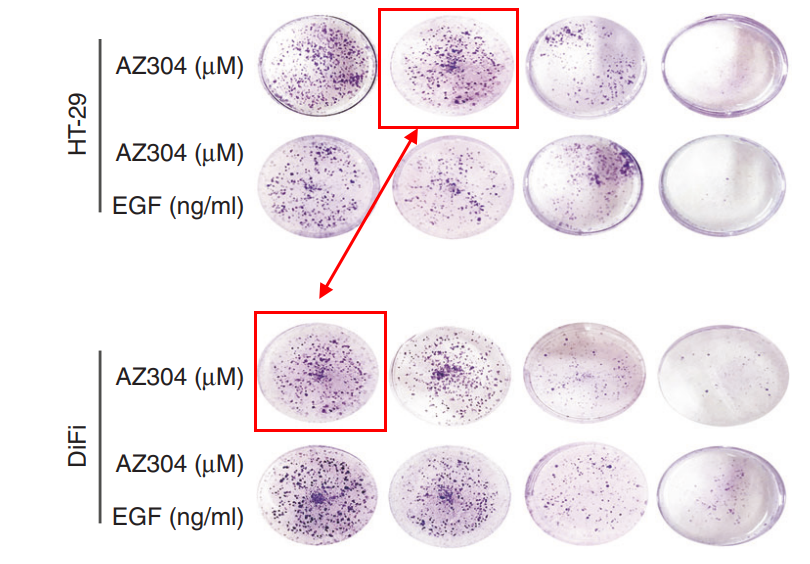 HT-29
AZ304 (μM)
AZ304 (μM)
EGF (ng/ml)
DiFi
AZ304 (μM)
AZ304 (μM)
EGF (ng/ml)